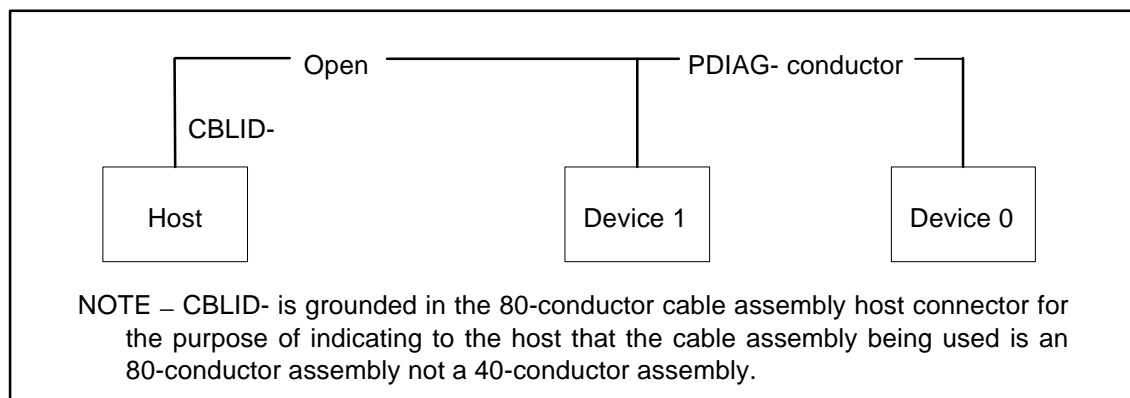 Open
PDIAG- conductor
CBLID-
Host
Device 1
Device 0
NOTE – CBLID- is grounded in the 80-conductor cable assembly host connector for
the purpose of indicating to the host that the cable assembly being used is an
80-conductor assembly not a 40-conductor assembly.